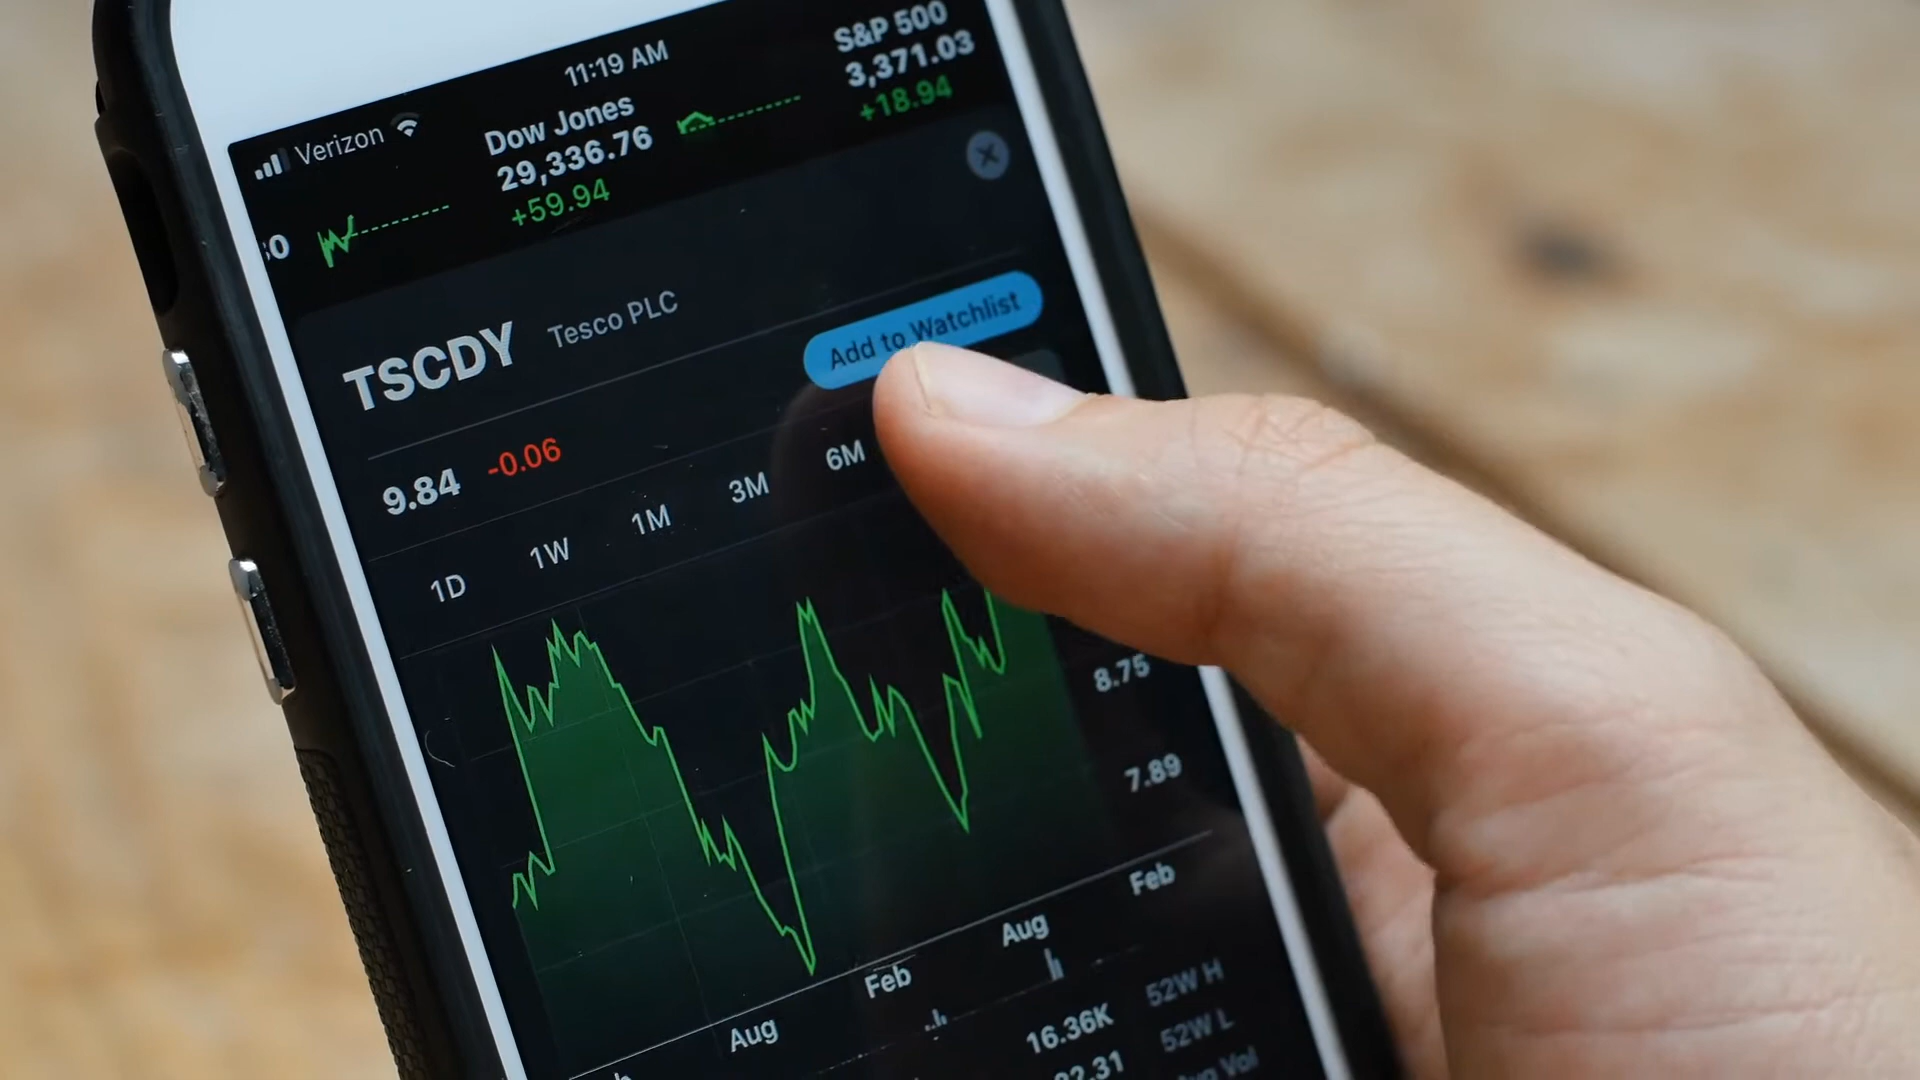 11:19 AM
Verizon
Dow Jones
29,336.76
+59.94
S&P 500
3,371.03
+18.94
TSCDY Tesco PLC
Add to Watchlist
9.84 -0.06
1D 1W 1M 3M 6M
8.75
7.89
Aug Feb Aug Feb
16.36K 52W H
52W L
Vol